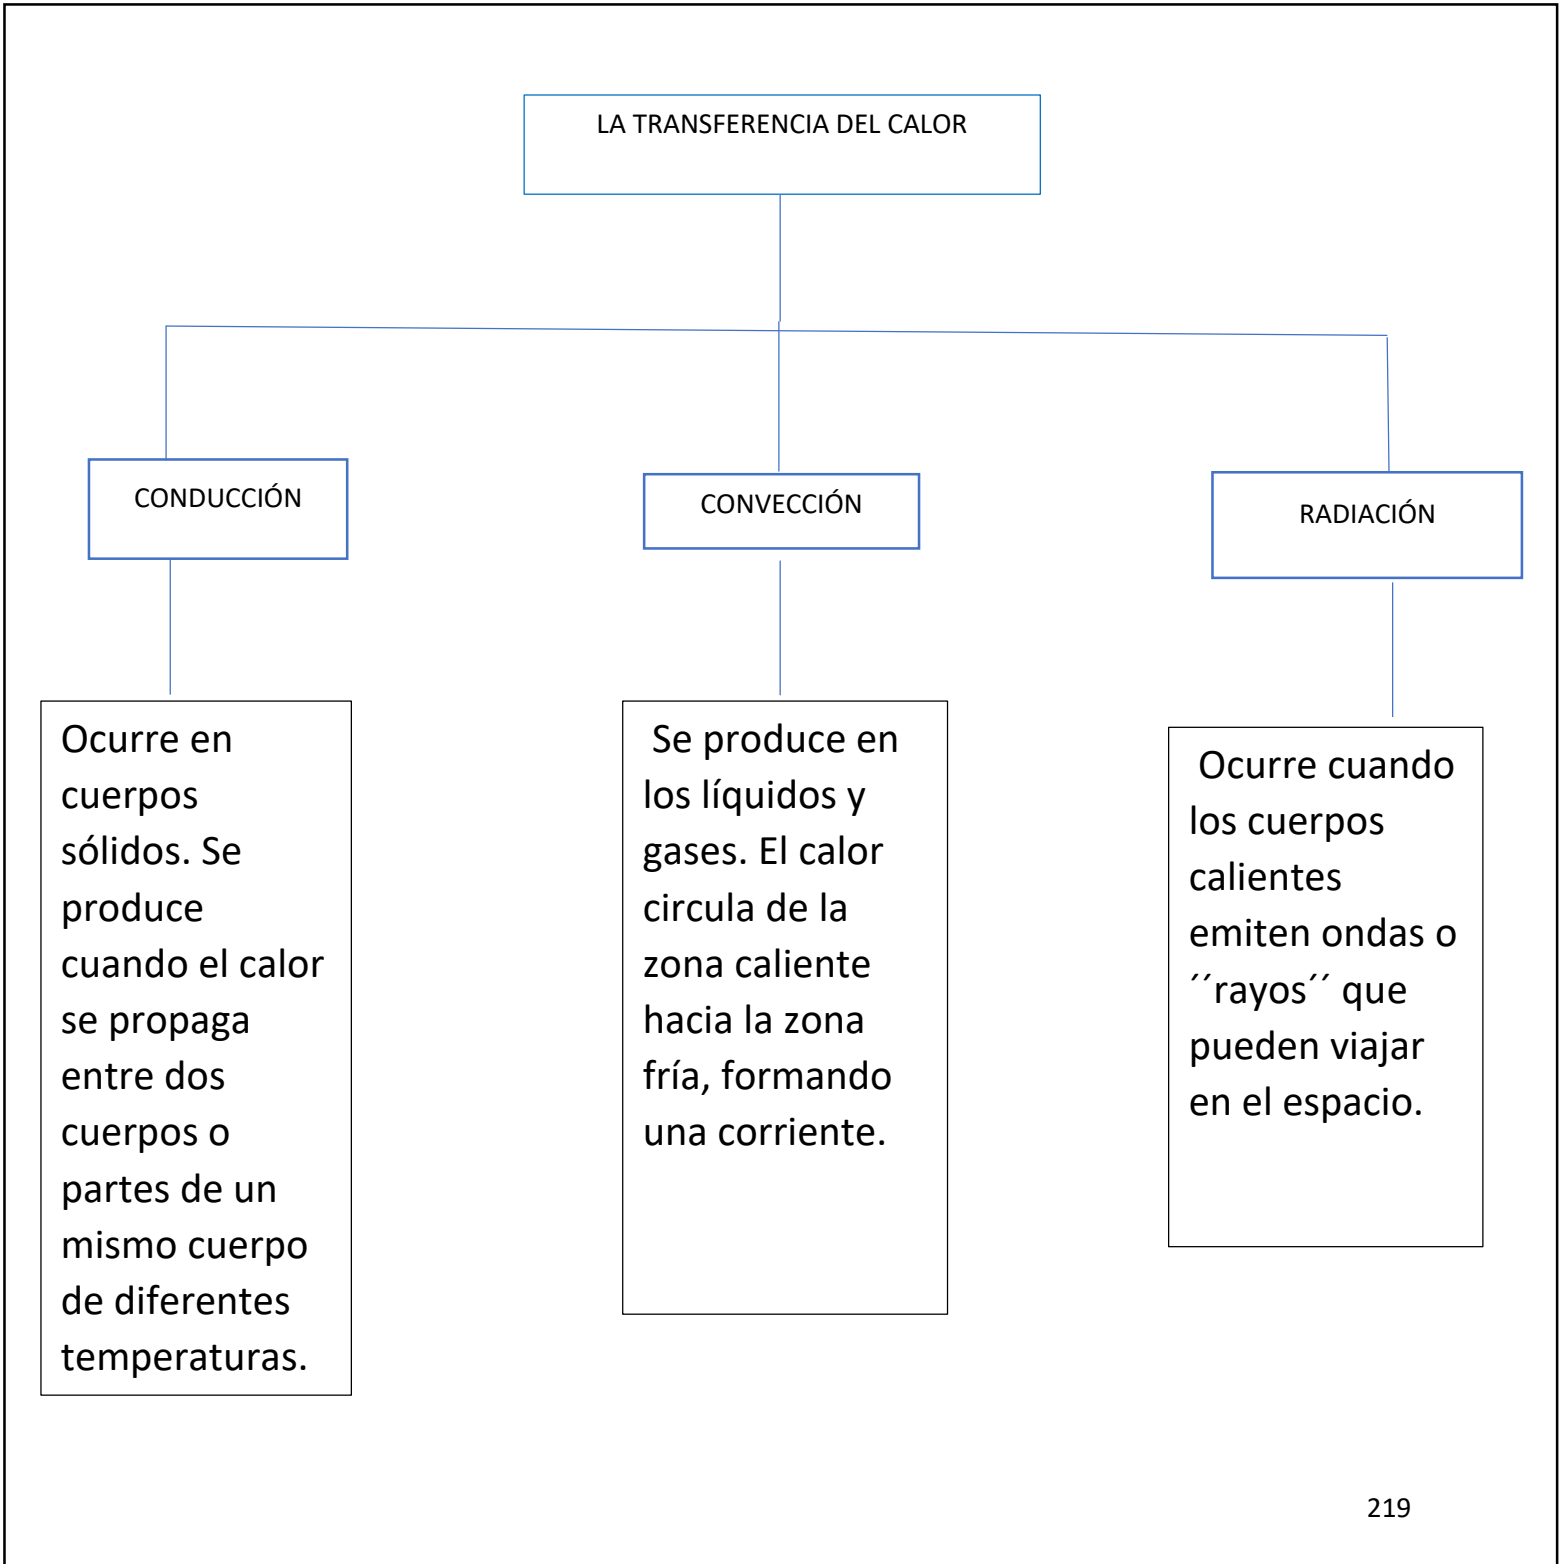 LA TRANSFERENCIA DEL CALOR
CONDUCCIÓN
CONVECCIÓN
RADIACIÓN
Ocurre en
cuerpos
sólidos. Se
produce
cuando el calor
se propaga
entre dos
cuerpos o
partes de un
mismo cuerpo
de diferentes
temperaturas.
Se produce en
los líquidos y
gases. El calor
circula de la
zona caliente
hacia la zona
fría, formando
una corriente.
Ocurre cuando
los cuerpos
calientes
emiten ondas o
´´rayos´´ que
pueden viajar
en el espacio.
219